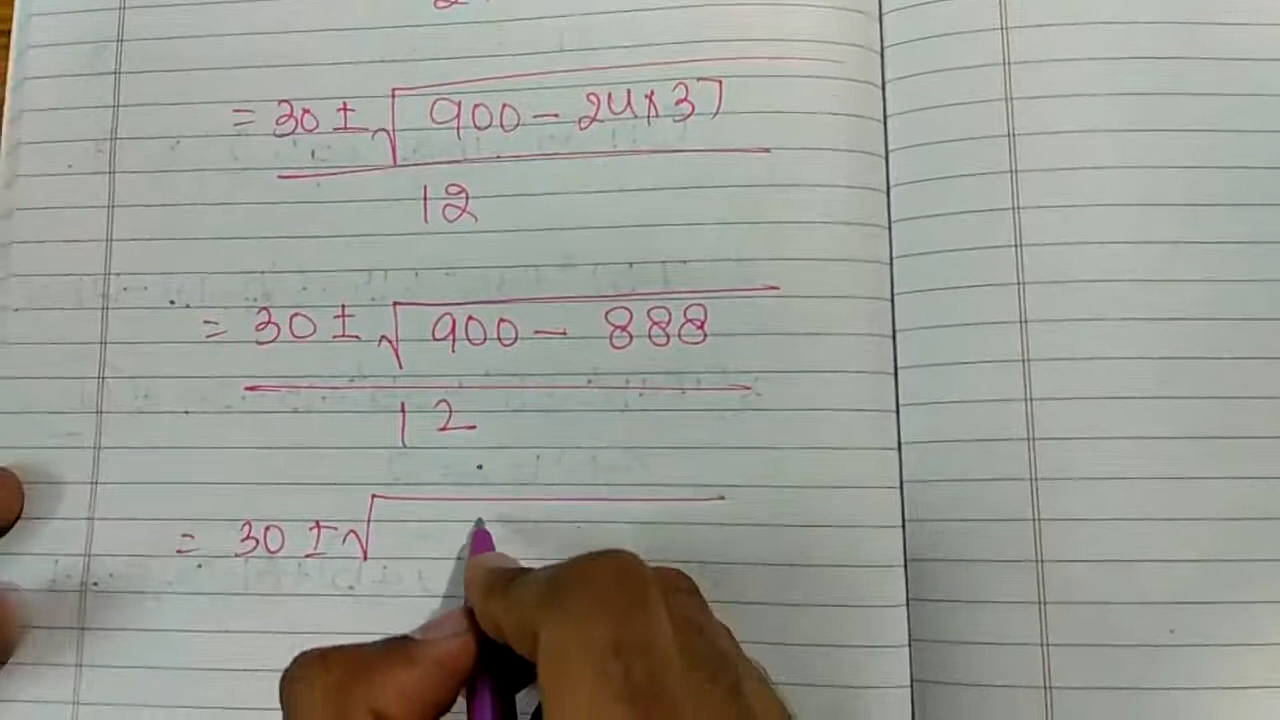 = 30 ± √900 - 24×37
12
= 30 ± √900 - 888
12
= 30 ± √